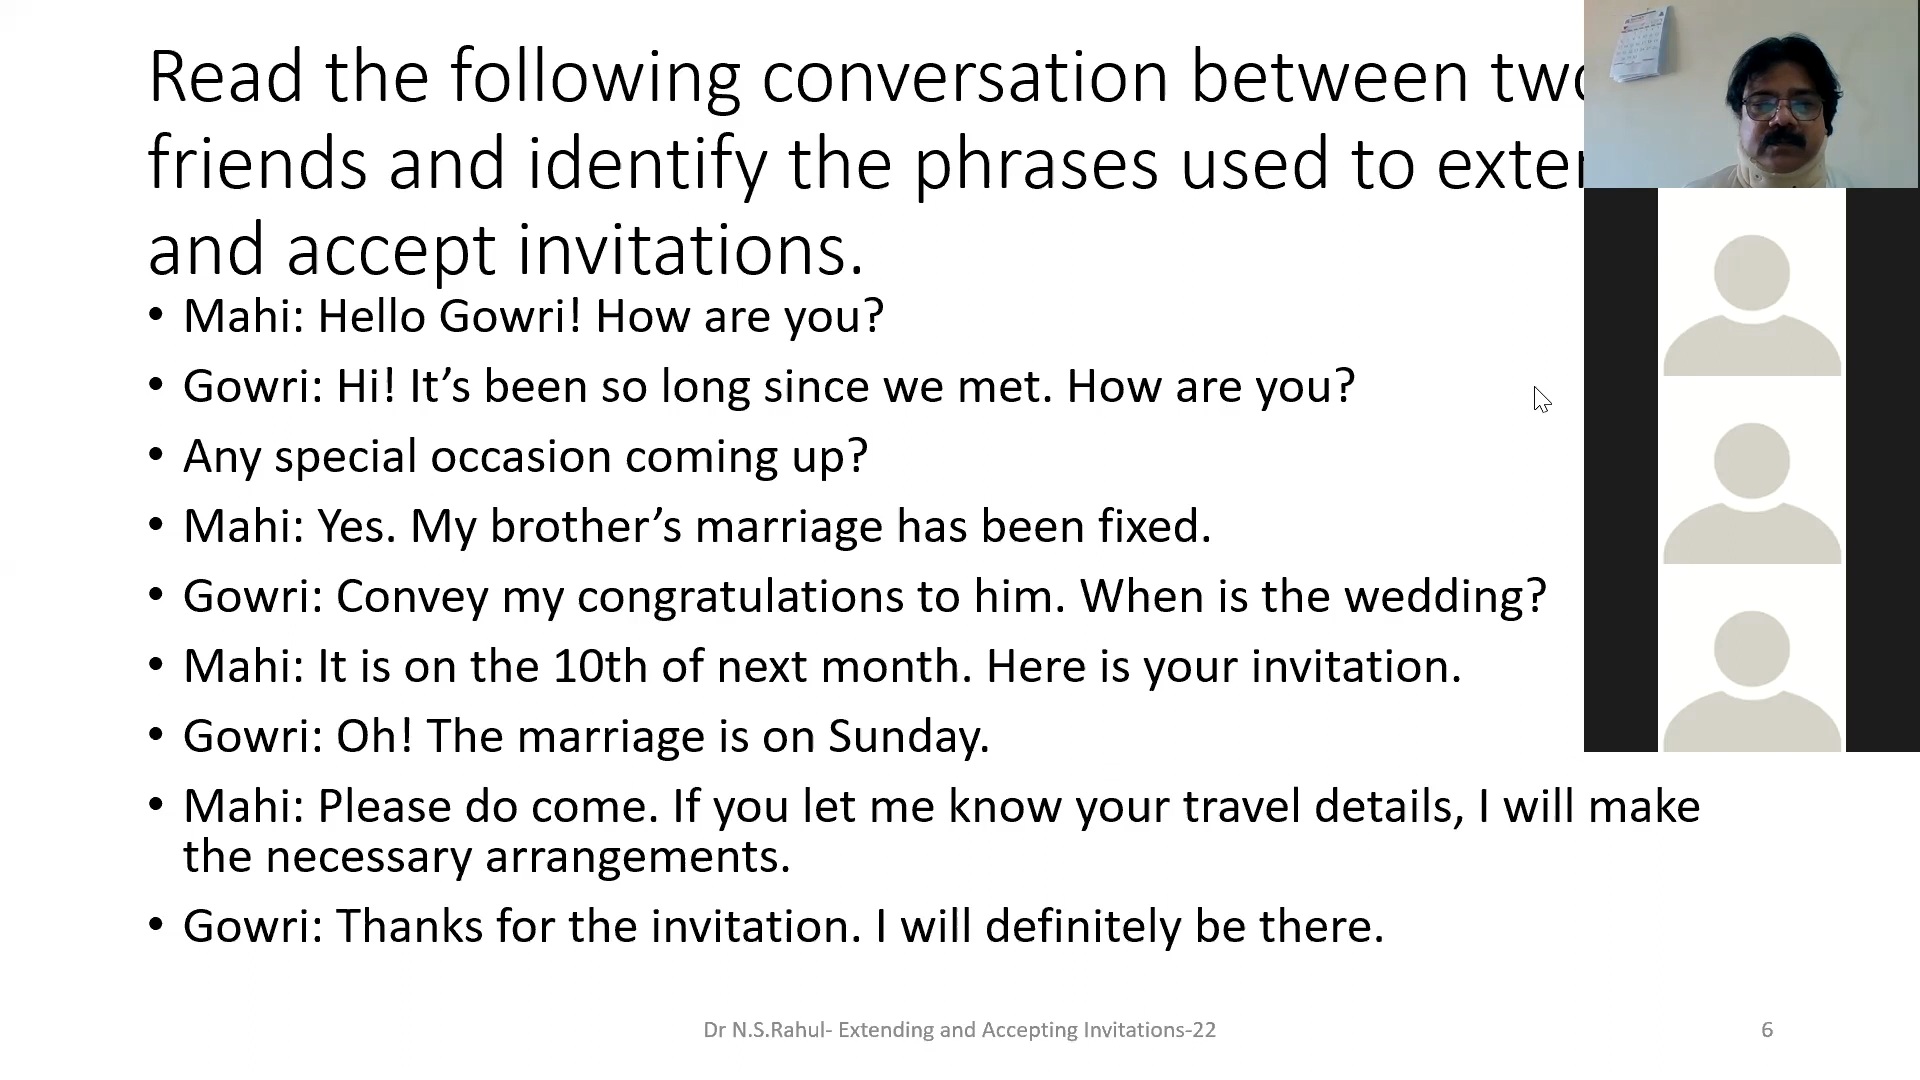 Read the following conversation between two
friends and identify the phrases used to exten
and accept invitations.
• Mahi: Hello Gowri! How are you?
• Gowri: Hi! It’s been so long since we met. How are you?
• Any special occasion coming up?
• Mahi: Yes. My brother’s marriage has been fixed.
• Gowri: Convey my congratulations to him. When is the wedding?
• Mahi: It is on the 10th of next month. Here is your invitation.
• Gowri: Oh! The marriage is on Sunday.
• Mahi: Please do come. If you let me know your travel details, I will make
the necessary arrangements.
• Gowri: Thanks for the invitation. I will definitely be there.
Dr N.S.Rahul- Extending and Accepting Invitations-22
6